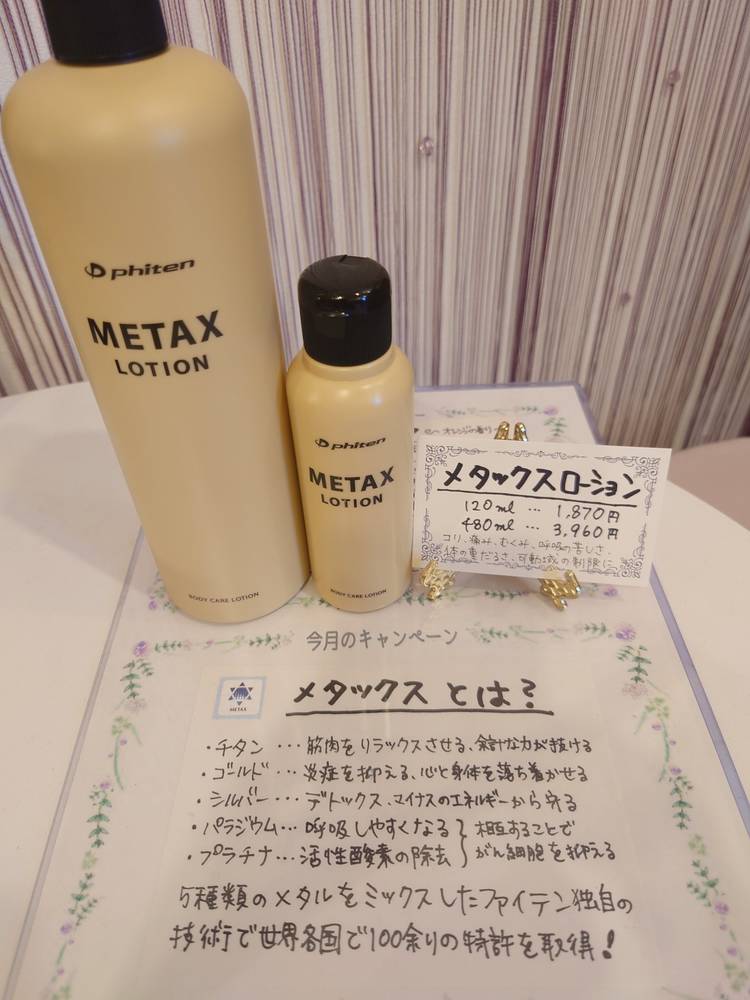 phiten
METAX
LOTION
BODY CARE LOTION
phiten
METAX
LOTION
BODY CARE LOTION
オレンジの香り
メタックスローション
120ml … 1,870円
480ml … 3,960円
コリ、痛み、むくみ、呼吸の苦しさ、
体の重だるさ、可動域の制限に
今月のキャンペーン
METAX
メタックスとは?
・チタン … 筋肉をリラックスさせる、余計な力が抜ける
・ゴールド … 炎症を抑える、心と身体を落ち着かせる
・シルバー … デトックス、マイナスのエネルギーから守る
・パラジウム … 呼吸しやすくなる } 相互することで
・プラチナ … 活性酸素の除去 } がん細胞を抑える
5種類のメタルをミックスしたファイテン独自の
技術で世界各国で100余りの特許を取得!